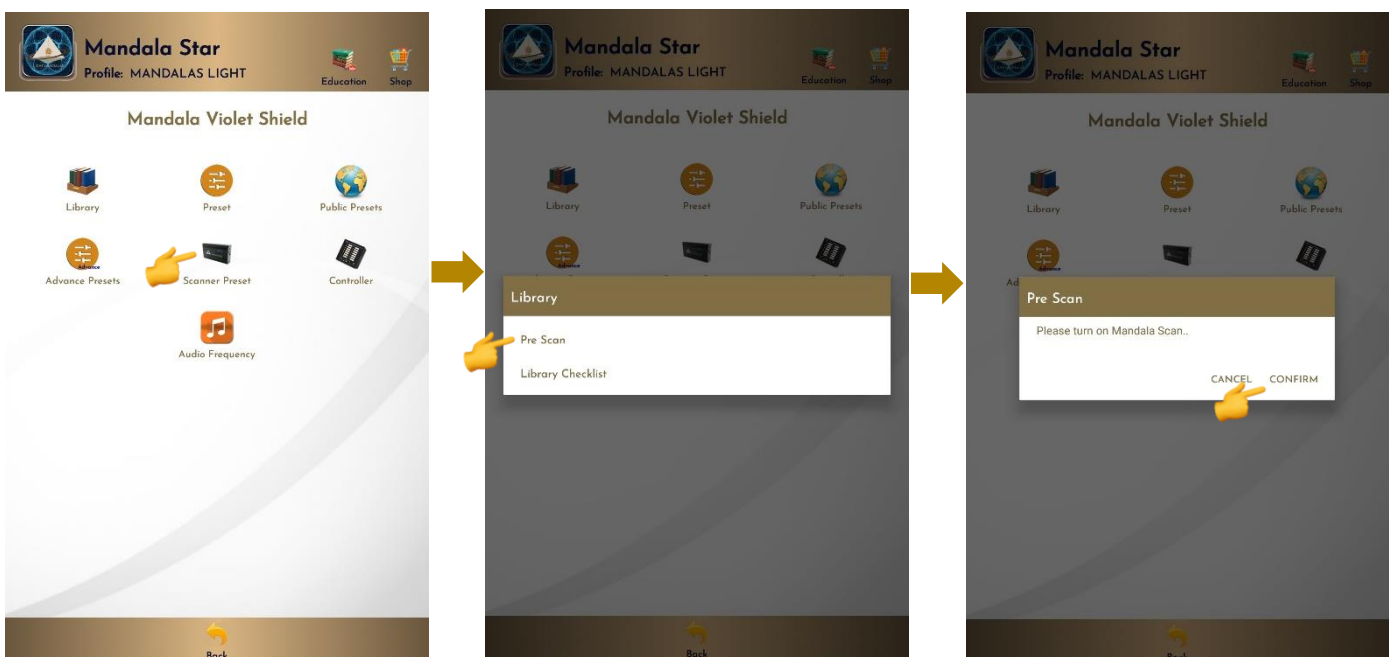 Mandala Star
Profile: MANDALAS LIGHT
Education
Shop
Mandala Violet Shield
Library
Preset
Public Presets
Advance
Advance Presets
Scanner Preset
Controller
Audio Frequency
Back
Mandala Star
Profile: MANDALAS LIGHT
Education
Shop
Mandala Violet Shield
Library
Preset
Public Presets
Library
Pre Scan
Library Checklist
Back
Mandala Star
Profile: MANDALAS LIGHT
Education
Shop
Mandala Violet Shield
Library
Preset
Public Presets
Advance
Ad
Pre Scan
Please turn on Mandala Scan..
CANCEL
CONFIRM
Back